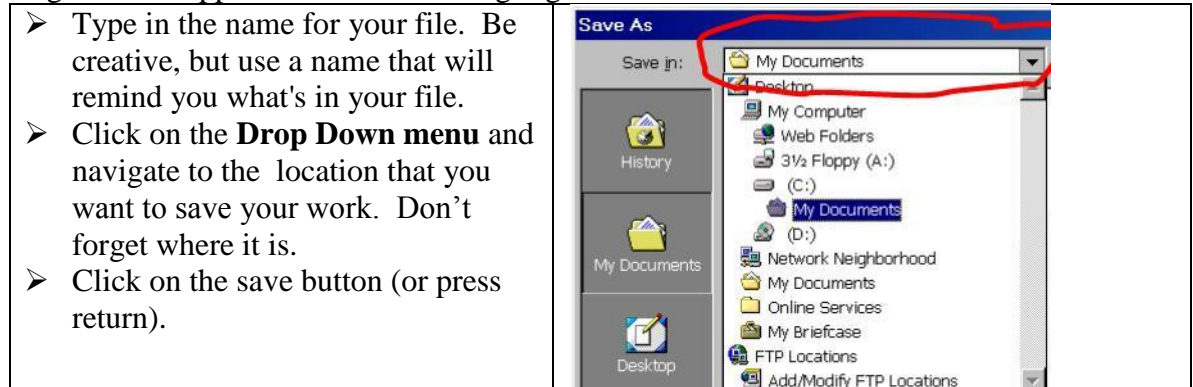 ➢ Type in the name for your file.  Be
creative, but use a name that will
remind you what's in your file.
➢ Click on the Drop Down menu and
navigate to the  location that you
want to save your work.  Don’t
forget where it is.
➢ Click on the save button (or press
return).
Save As
Save in:
My Documents
Desktop
My Computer
Web Folders
3½ Floppy (A:)
(C:)
My Documents
(D:)
Network Neighborhood
My Documents
Online Services
My Briefcase
FTP Locations
Add/Modify FTP Locations
History
My Documents
Desktop